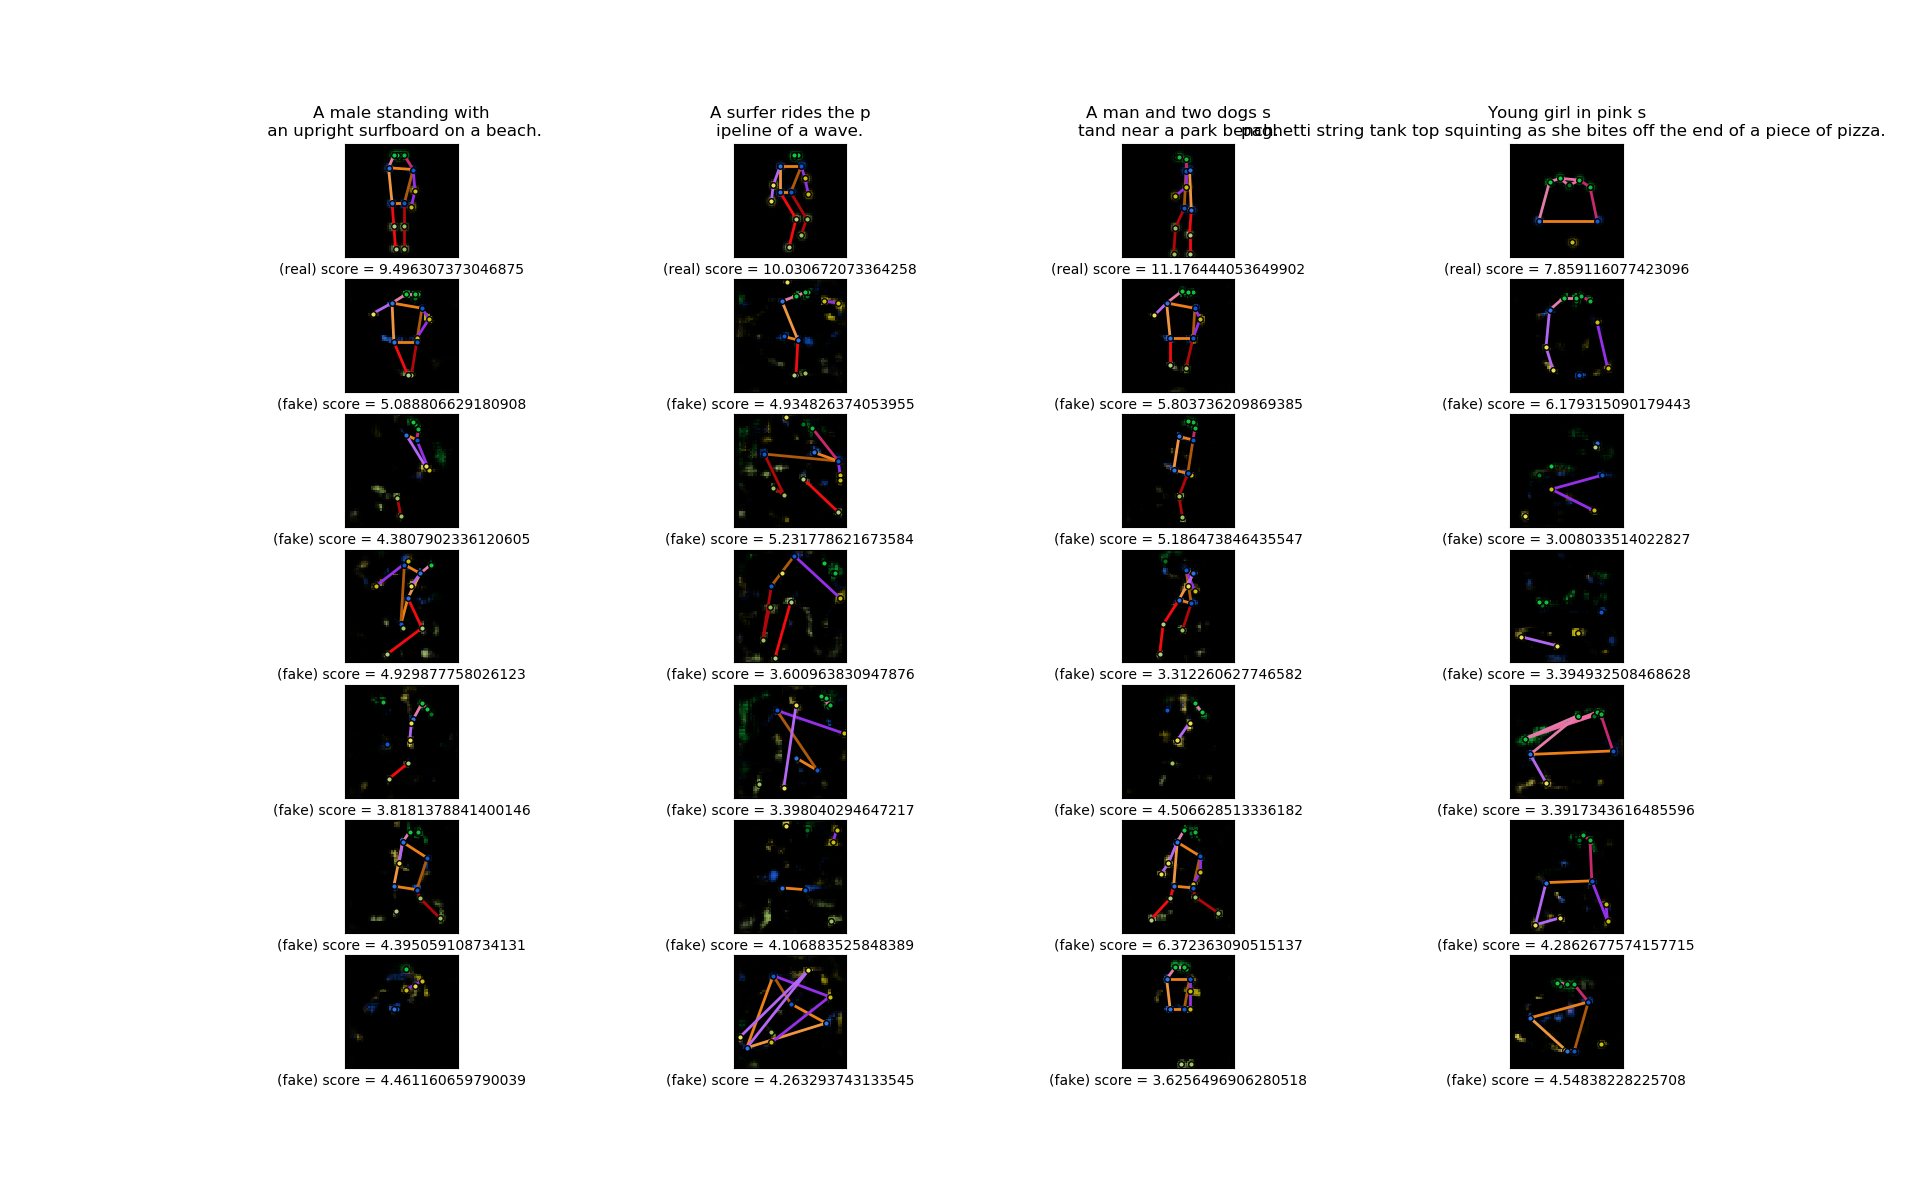 A male standing with
an upright surfboard on a beach.
A surfer rides the p
ipeline of a wave.
A man and two dogs s
tand near a park bench.
Young girl in pink s
paghetti string tank top squinting as she bites off the end of a piece of pizza.
(real) score = 9.496307373046875
(real) score = 10.030672073364258
(real) score = 11.176444053649902
(real) score = 7.859116077423096
(fake) score = 5.088806629180908
(fake) score = 4.934826374053955
(fake) score = 5.803736209869385
(fake) score = 6.179315090179443
(fake) score = 4.3807902336120605
(fake) score = 5.231778621673584
(fake) score = 5.186473846435547
(fake) score = 3.008033514022827
(fake) score = 4.929877758026123
(fake) score = 3.600963830947876
(fake) score = 3.312260627746582
(fake) score = 3.394932508468628
(fake) score = 3.8181378841400146
(fake) score = 3.398040294647217
(fake) score = 4.506628513336182
(fake) score = 3.3917343616485596
(fake) score = 4.395059108734131
(fake) score = 4.106883525848389
(fake) score = 6.372363090515137
(fake) score = 4.2862677574157715
(fake) score = 4.461160659790039
(fake) score = 4.263293743133545
(fake) score = 3.6256496906280518
(fake) score = 4.54838228225708